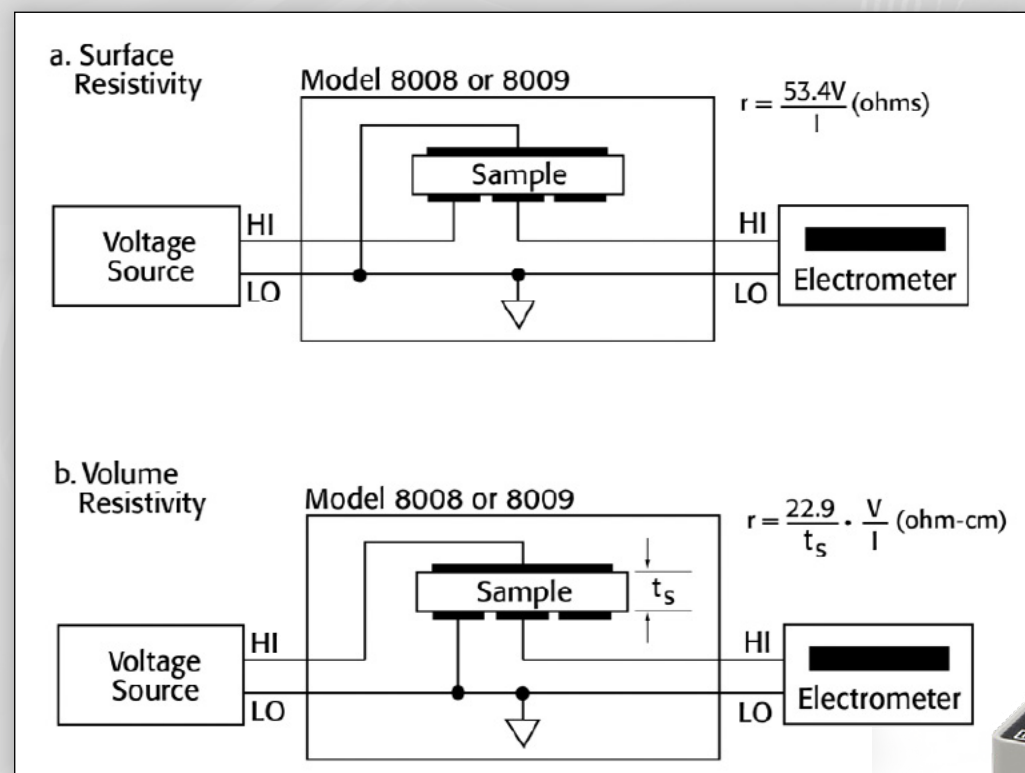 a. Surface
Resistivity
Model 8008 or 8009
r = 53.4V/I (ohms)
Sample
Voltage
Source
HI
LO
HI
LO
Electrometer
b. Volume
Resistivity
Model 8008 or 8009
r = 22.9/ts · V/I (ohm-cm)
Sample
ts
Voltage
Source
HI
LO
HI
LO
Electrometer